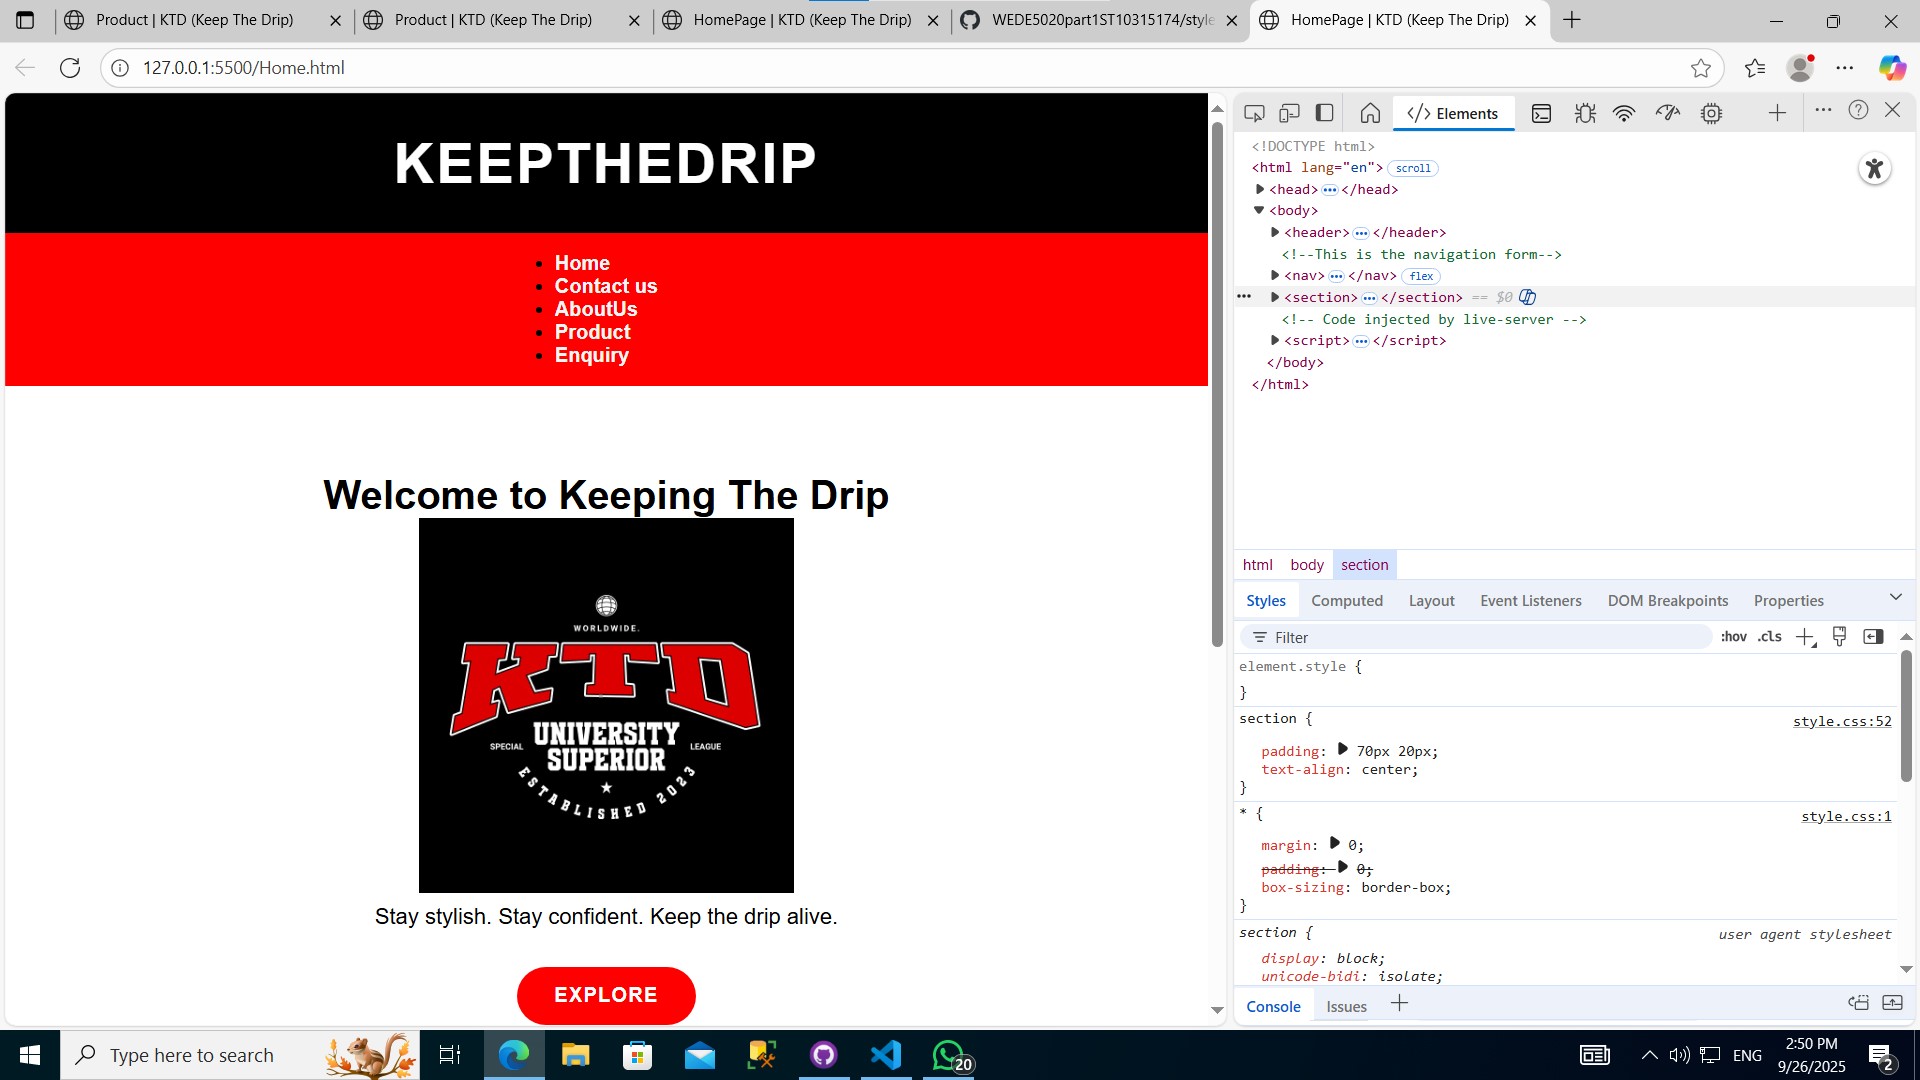 Product | KTD (Keep The Drip)
Product | KTD (Keep The Drip)
HomePage | KTD (Keep The Drip)
WEDE5020part1ST10315174/style
HomePage | KTD (Keep The Drip)
127.0.0.1:5500/Home.html
KEEPTHEDRIP
Home
Contact us
AboutUs
Product
Enquiry
Welcome to Keeping The Drip
WORLDWIDE.
KTD
SPECIAL UNIVERSITY SUPERIOR LEAGUE
ESTABLISHED 2023
Stay stylish. Stay confident. Keep the drip alive.
EXPLORE
Elements
<!DOCTYPE html>
<html lang="en"> scroll
<head> ••• </head>
<body>
<header> ••• </header>
<!--This is the navigation form-->
<nav> ••• </nav> flex
••• <section> ••• </section> == $0
<!-- Code injected by live-server -->
<script> ••• </script>
</body>
</html>
html body section
Styles Computed Layout Event Listeners DOM Breakpoints Properties
Filter :hov .cls
element.style {
}
section { style.css:52
padding: 70px 20px;
text-align: center;
}
* { style.css:1
margin: 0;
padding: 0;
box-sizing: border-box;
}
section { user agent stylesheet
display: block;
unicode-bidi: isolate;
Console Issues
Type here to search
20
ENG
2:50 PM
9/26/2025
2